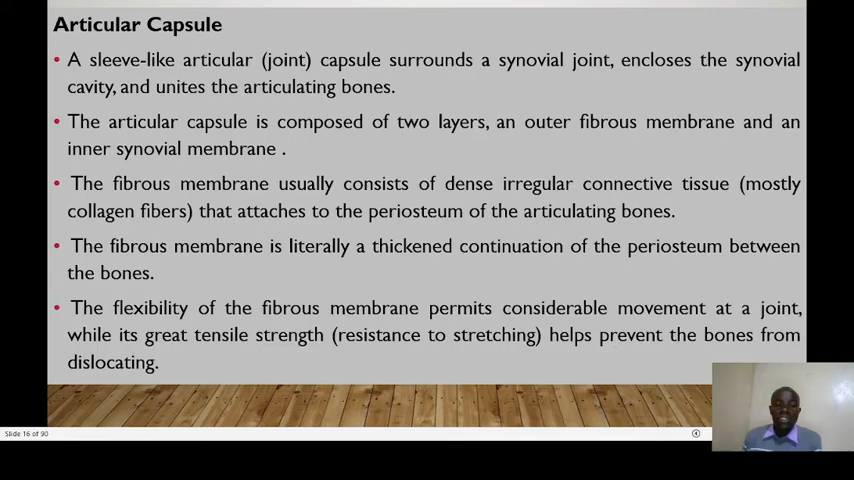 Articular Capsule
• A sleeve-like articular (joint) capsule surrounds a synovial joint, encloses the synovial
cavity, and unites the articulating bones.
• The articular capsule is composed of two layers, an outer fibrous membrane and an
inner synovial membrane .
• The fibrous membrane usually consists of dense irregular connective tissue (mostly
collagen fibers) that attaches to the periosteum of the articulating bones.
• The fibrous membrane is literally a thickened continuation of the periosteum between
the bones.
• The flexibility of the fibrous membrane permits considerable movement at a joint,
while its great tensile strength (resistance to stretching) helps prevent the bones from
dislocating.
Slide 16 of 90